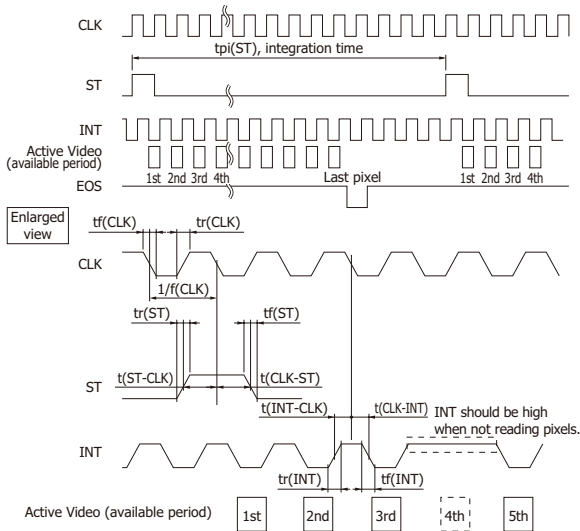 CLK
tpi(ST), integration time
ST
INT
Active Video
(available period)
1st 2nd 3rd 4th Last pixel 1st 2nd 3rd 4th
EOS
Enlarged
view
tf(CLK) tr(CLK)
CLK
1/f(CLK)
tr(ST) tf(ST)
t(ST-CLK) t(CLK-ST)
ST
t(INT-CLK) t(CLK-INT) INT should be high
when not reading pixels.
INT
tr(INT) tf(INT)
Active Video (available period) 1st 2nd 3rd 4th 5th